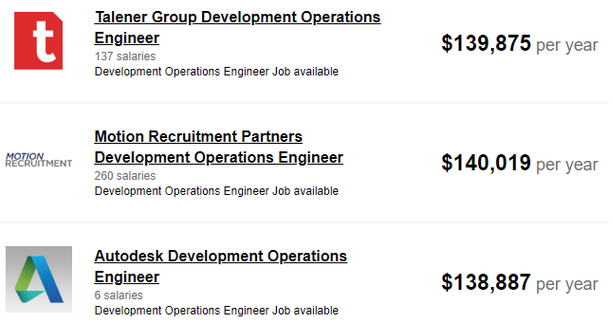 t
Talener Group Development Operations
Engineer
137 salaries
Development Operations Engineer Job available
$139,875 per year
MOTION
RECRUITMENT
Motion Recruitment Partners
Development Operations Engineer
260 salaries
Development Operations Engineer Job available
$140,019 per year
Autodesk Development Operations
Engineer
6 salaries
Development Operations Engineer Job available
$138,887 per year